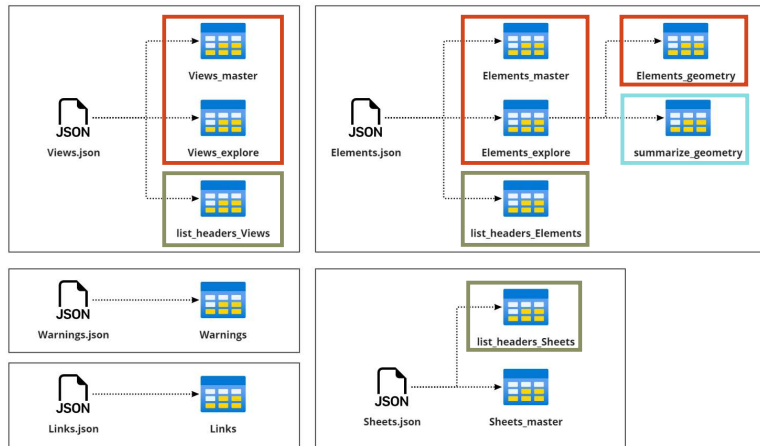 Views_master
JSON
Views.json
Views_explore
list_headers_Views
Elements_master
Elements_geometry
JSON
Elements.json
Elements_explore
summarize_geometry
list_headers_Elements
JSON
Warnings.json
Warnings
JSON
Links.json
Links
list_headers_Sheets
JSON
Sheets.json
Sheets_master